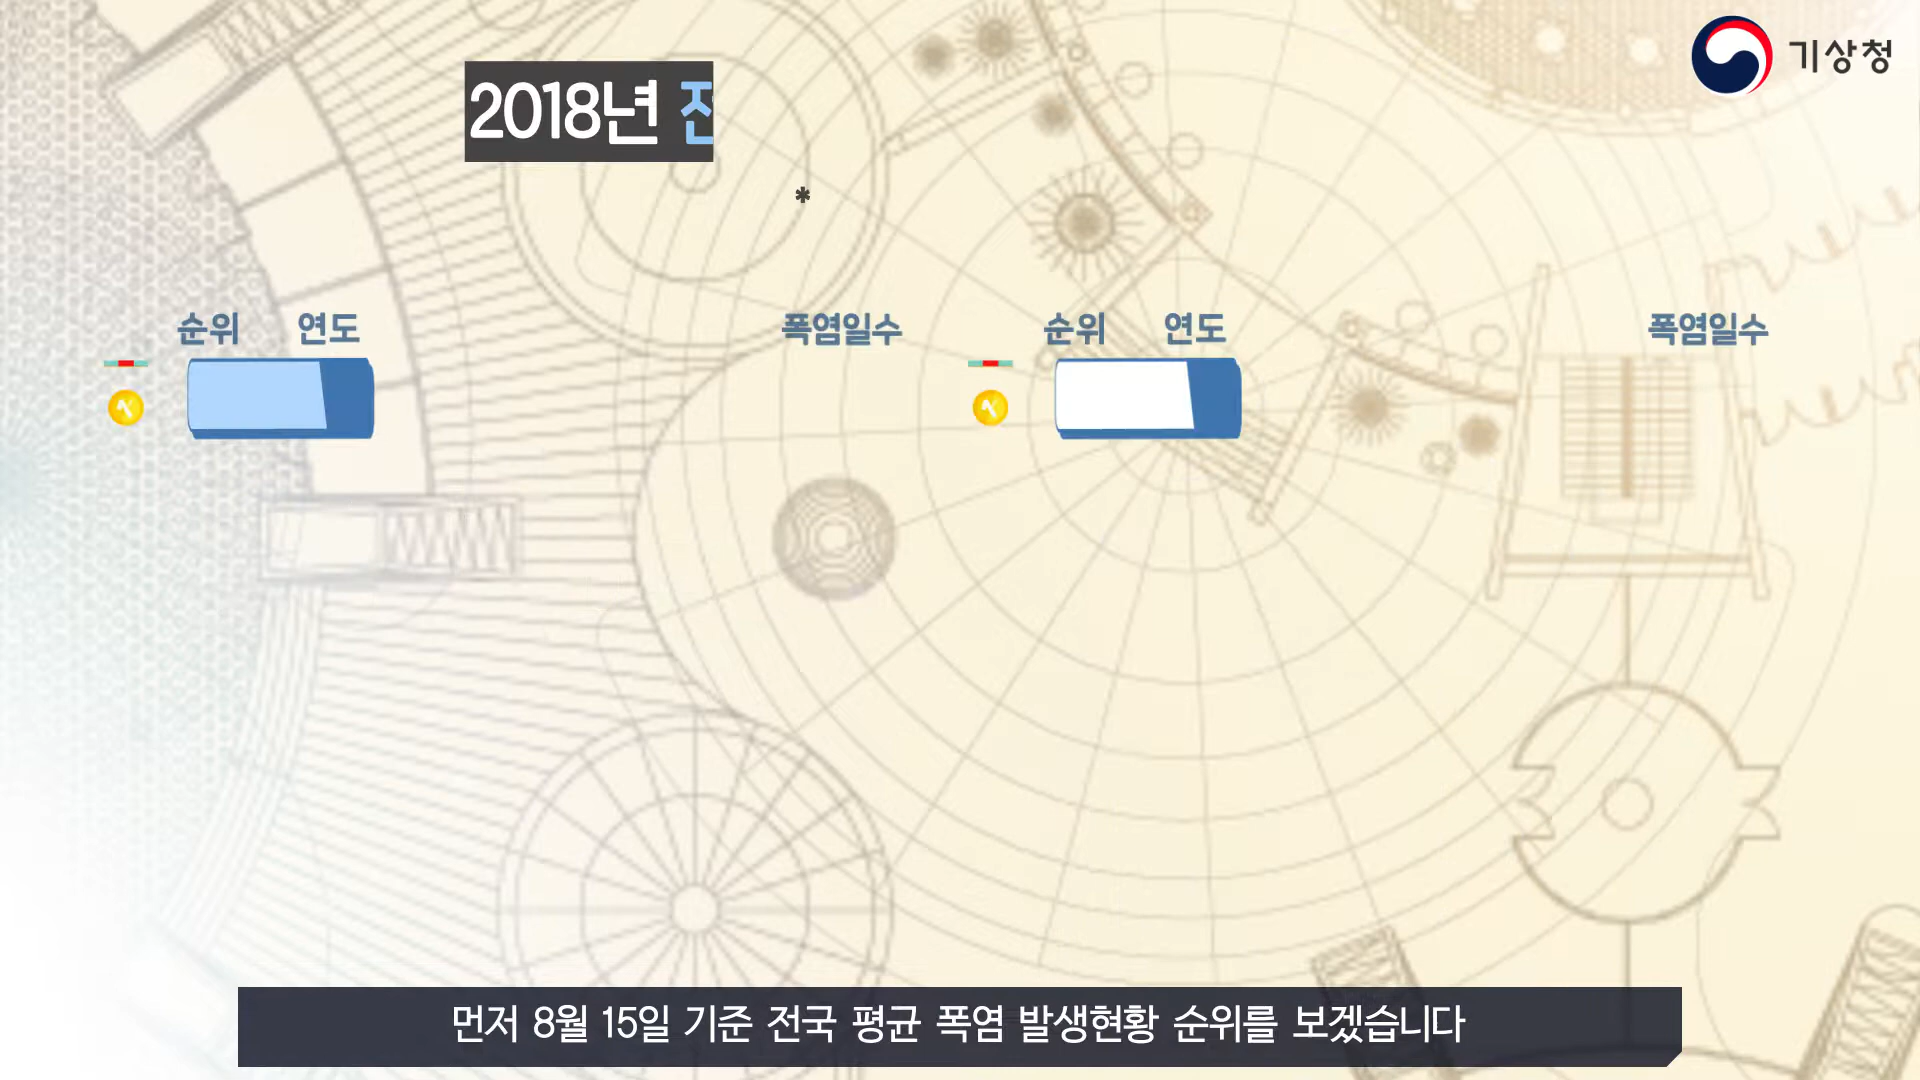 기상청
2018년
*
순위 연도 폭염일수 순위 연도 폭염일수
먼저 8월 15일 기준 전국 평균 폭염 발생현황 순위를 보겠습니다